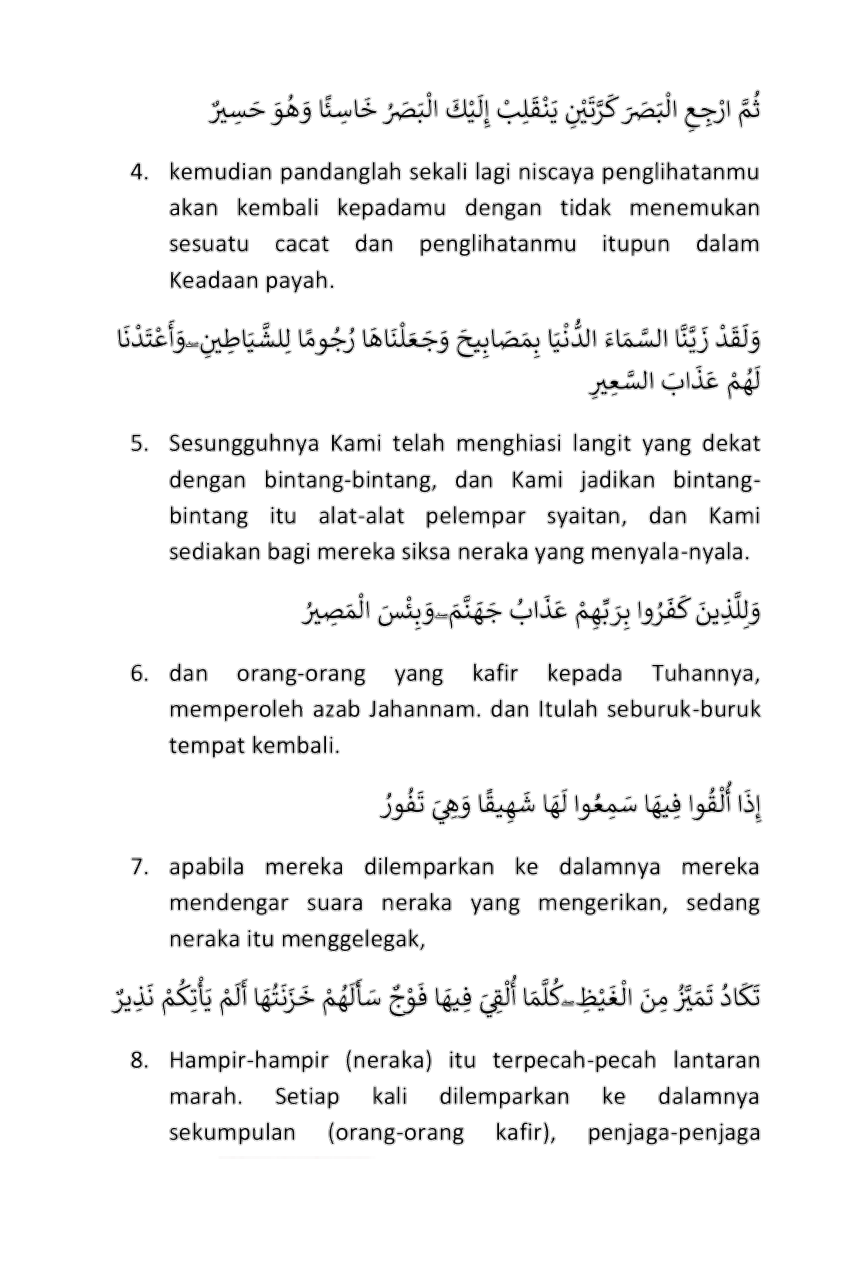 ثُمَّ ارْجِعِ الْبَصَرَ كَرَّتَيْنِ يَنْقَلِبْ إِلَيْكَ الْبَصَرُ خَاسِئًا وَهُوَ حَسِيرٌ
4. kemudian pandanglah sekali lagi niscaya penglihatanmu
akan kembali kepadamu dengan tidak menemukan
sesuatu cacat dan penglihatanmu itupun dalam
Keadaan payah.
وَلَقَدْ زَيَّنَّا السَّمَاءَ الدُّنْيَا بِمَصَابِيحَ وَجَعَلْنَاهَا رُجُومًا لِلشَّيَاطِينِ ۖ وَأَعْتَدْنَا
لَهُمْ عَذَابَ السَّعِيرِ
5. Sesungguhnya Kami telah menghiasi langit yang dekat
dengan bintang-bintang, dan Kami jadikan bintang-
bintang itu alat-alat pelempar syaitan, dan Kami
sediakan bagi mereka siksa neraka yang menyala-nyala.
وَلِلَّذِينَ كَفَرُوا بِرَبِّهِمْ عَذَابُ جَهَنَّمَ ۖ وَبِئْسَ الْمَصِيرُ
6. dan orang-orang yang kafir kepada Tuhannya,
memperoleh azab Jahannam. dan Itulah seburuk-buruk
tempat kembali.
إِذَا أُلْقُوا فِيهَا سَمِعُوا لَهَا شَهِيقًا وَهِيَ تَفُورُ
7. apabila mereka dilemparkan ke dalamnya mereka
mendengar suara neraka yang mengerikan, sedang
neraka itu menggelegak,
تَكَادُ تَمَيَّزُ مِنَ الْغَيْظِ ۖ كُلَّمَا أُلْقِيَ فِيهَا فَوْجٌ سَأَلَهُمْ خَزَنَتُهَا أَلَمْ يَأْتِكُمْ نَذِيرٌ
8. Hampir-hampir (neraka) itu terpecah-pecah lantaran
marah. Setiap kali dilemparkan ke dalamnya
sekumpulan (orang-orang kafir), penjaga-penjaga